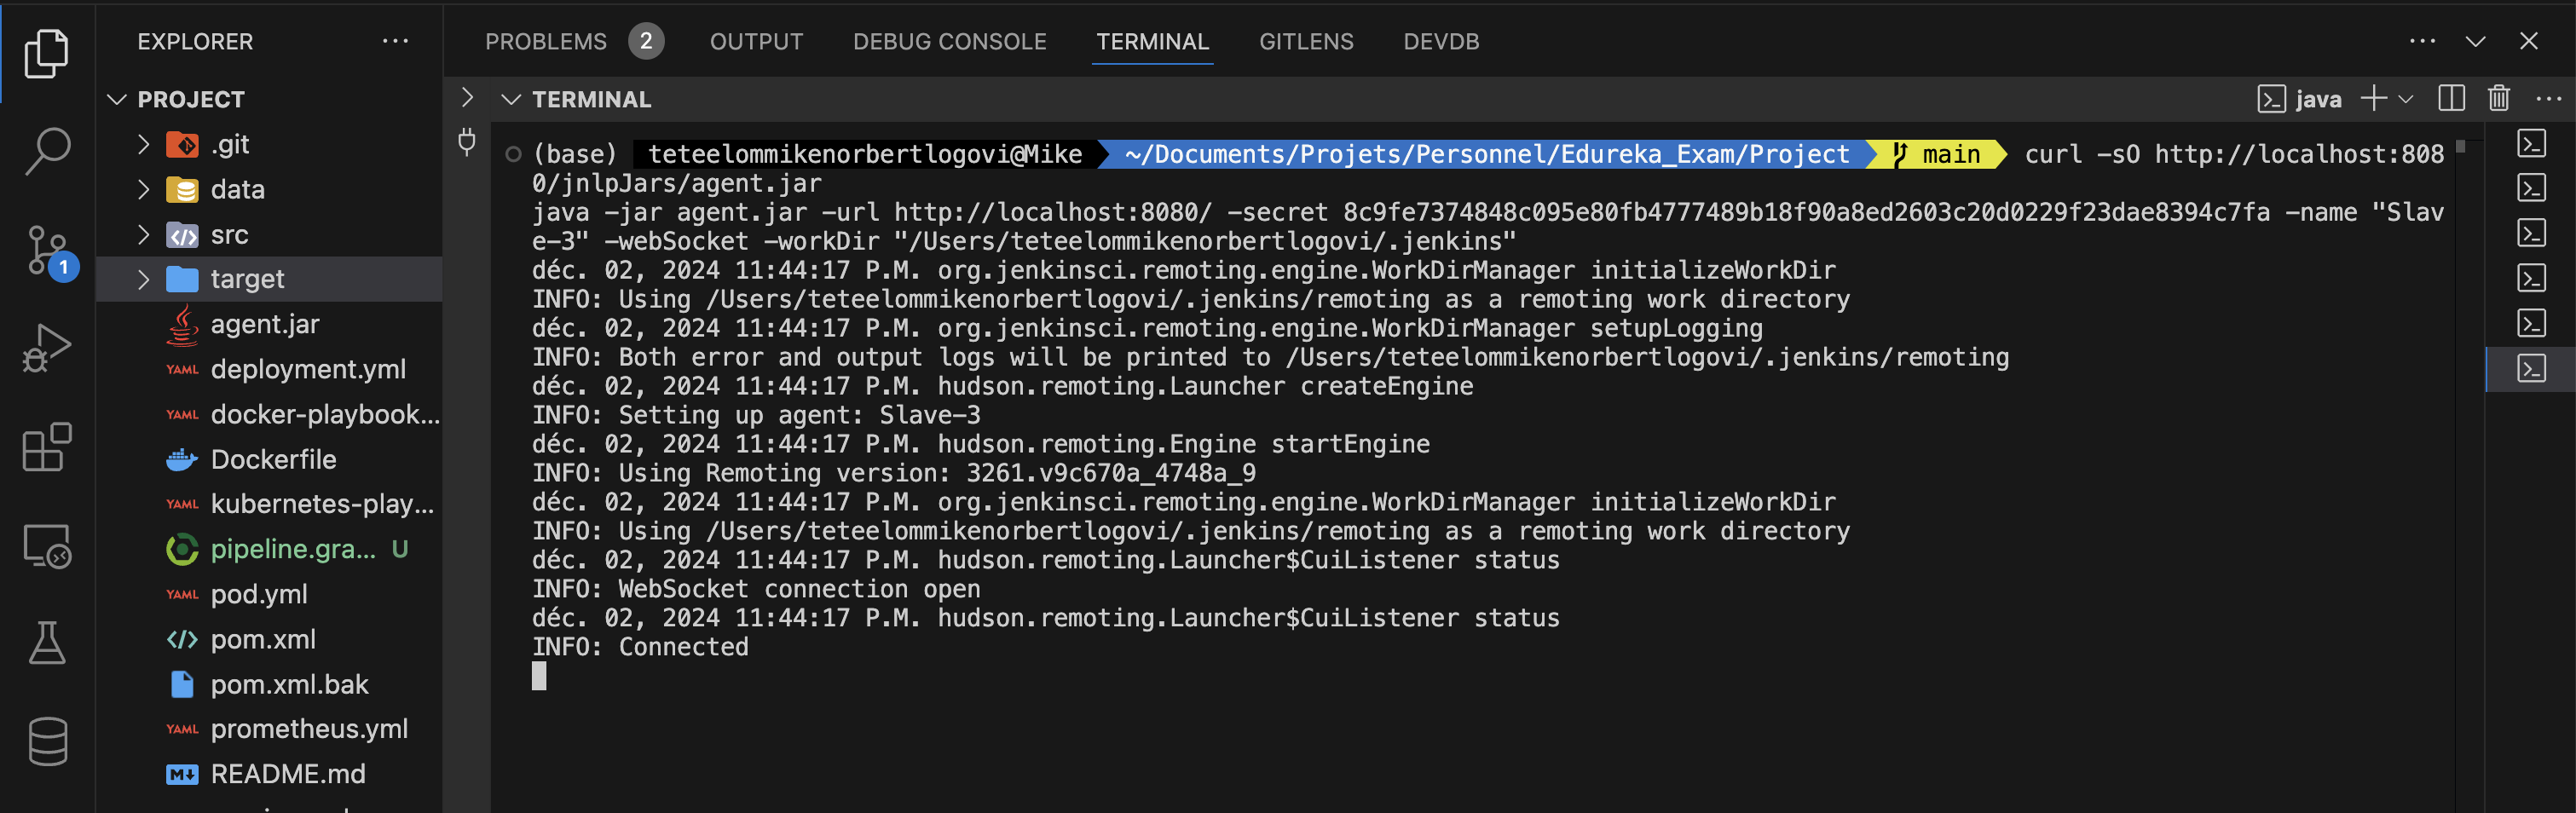 EXPLORER
PROJECT
.git
data
src
target
agent.jar
deployment.yml
docker-playbook...
Dockerfile
kubernetes-play...
pipeline.gra... U
pod.yml
pom.xml
pom.xml.bak
prometheus.yml
README.md
1
PROBLEMS 2 OUTPUT DEBUG CONSOLE TERMINAL GITLENS DEVDB
TERMINAL java
(base) teteelommikenorbertlogovi@Mike ~/Documents/Projets/Personnel/Edureka_Exam/Project main curl -sO http://localhost:808
0/jnlpJars/agent.jar
java -jar agent.jar -url http://localhost:8080/ -secret 8c9fe7374848c095e80fb4777489b18f90a8ed2603c20d0229f23dae8394c7fa -name "Slav
e-3" -webSocket -workDir "/Users/teteelommikenorbertlogovi/.jenkins"
déc. 02, 2024 11:44:17 P.M. org.jenkinsci.remoting.engine.WorkDirManager initializeWorkDir
INFO: Using /Users/teteelommikenorbertlogovi/.jenkins/remoting as a remoting work directory
déc. 02, 2024 11:44:17 P.M. org.jenkinsci.remoting.engine.WorkDirManager setupLogging
INFO: Both error and output logs will be printed to /Users/teteelommikenorbertlogovi/.jenkins/remoting
déc. 02, 2024 11:44:17 P.M. hudson.remoting.Launcher createEngine
INFO: Setting up agent: Slave-3
déc. 02, 2024 11:44:17 P.M. hudson.remoting.Engine startEngine
INFO: Using Remoting version: 3261.v9c670a_4748a_9
déc. 02, 2024 11:44:17 P.M. org.jenkinsci.remoting.engine.WorkDirManager initializeWorkDir
INFO: Using /Users/teteelommikenorbertlogovi/.jenkins/remoting as a remoting work directory
déc. 02, 2024 11:44:17 P.M. hudson.remoting.Launcher$CuiListener status
INFO: WebSocket connection open
déc. 02, 2024 11:44:17 P.M. hudson.remoting.Launcher$CuiListener status
INFO: Connected